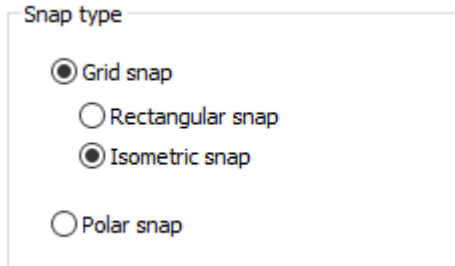 Snap type
Grid snap
Rectangular snap
Isometric snap
Polar snap